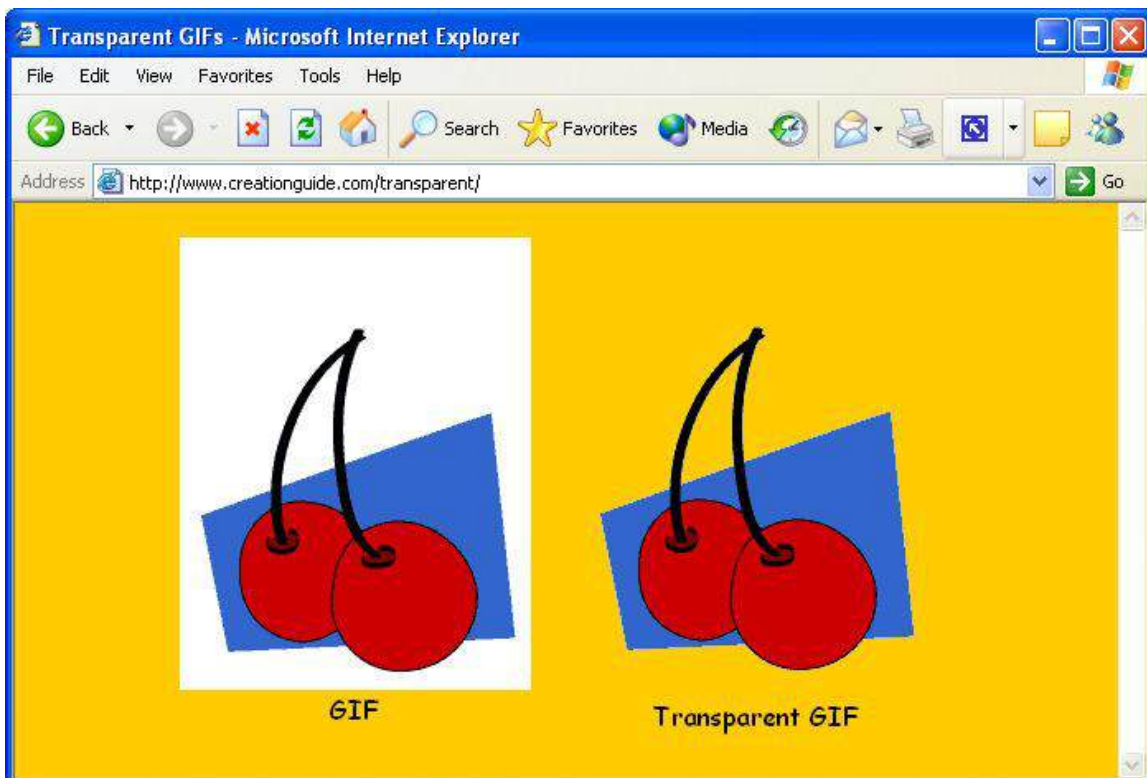 Transparent GIFs - Microsoft Internet Explorer
File Edit View Favorites Tools Help
Back Search Favorites Media
Address http://www.creationguide.com/transparent/ Go
GIF
Transparent GIF